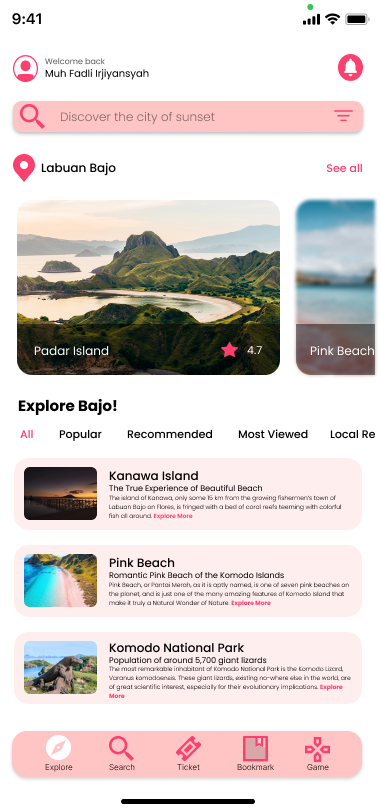 9:41
Welcome back
Muh Fadli Irjiyansyah
Discover the city of sunset
Labuan Bajo
See all
Padar Island
4.7
Pink Beach
Explore Bajo!
All
Popular
Recommended
Most Viewed
Local Re
Kanawa Island
The True Experience of Beautiful Beach
The island of Kanawa, only some 15 km from the growing fishermen's town of
Labuan Bajo on Flores, is fringed with a bed of coral reefs teeming with colorful
fish all around. Explore More
Pink Beach
Romantic Pink Beach of the Komodo Islands
Pink Beach, or Pantai Merah, as it is aptly named, is one of seven pink beaches on
the planet, and is just one of the many amazing features of Komodo Island that
make it truly a Natural Wonder of Nature. Explore More
Komodo National Park
Population of around 5,700 giant lizards
The most remarkable inhabitant of Komodo National Park is the Komodo Lizard,
Varanus komodoensis. These giant lizards, existing no-where else in the world, are
of great scientific interest, especially for their evolutionary implications. Explore
More
Explore
Search
Ticket
Bookmark
Game